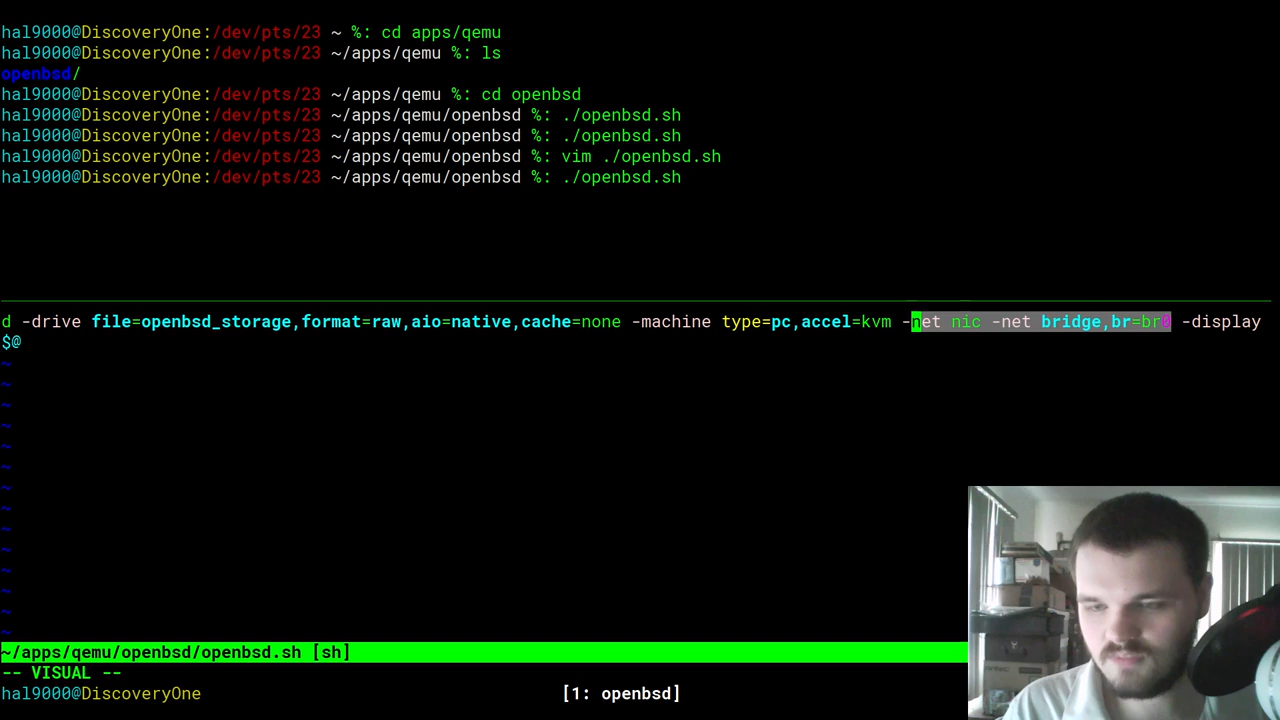 hal9000@DiscoveryOne:/dev/pts/23 ~ %: cd apps/qemu
hal9000@DiscoveryOne:/dev/pts/23 ~/apps/qemu %: ls
openbsd/
hal9000@DiscoveryOne:/dev/pts/23 ~/apps/qemu %: cd openbsd
hal9000@DiscoveryOne:/dev/pts/23 ~/apps/qemu/openbsd %: ./openbsd.sh
hal9000@DiscoveryOne:/dev/pts/23 ~/apps/qemu/openbsd %: ./openbsd.sh
hal9000@DiscoveryOne:/dev/pts/23 ~/apps/qemu/openbsd %: vim ./openbsd.sh
hal9000@DiscoveryOne:/dev/pts/23 ~/apps/qemu/openbsd %: ./openbsd.sh
d -drive file=openbsd_storage,format=raw,aio=native,cache=none -machine type=pc,accel=kvm -net nic -net bridge,br=br0 -display
$@
~
~
~
~
~
~
~
~
~
~
~
~
~
~
~/apps/qemu/openbsd/openbsd.sh [sh]
-- VISUAL --
hal9000@DiscoveryOne [1: openbsd]